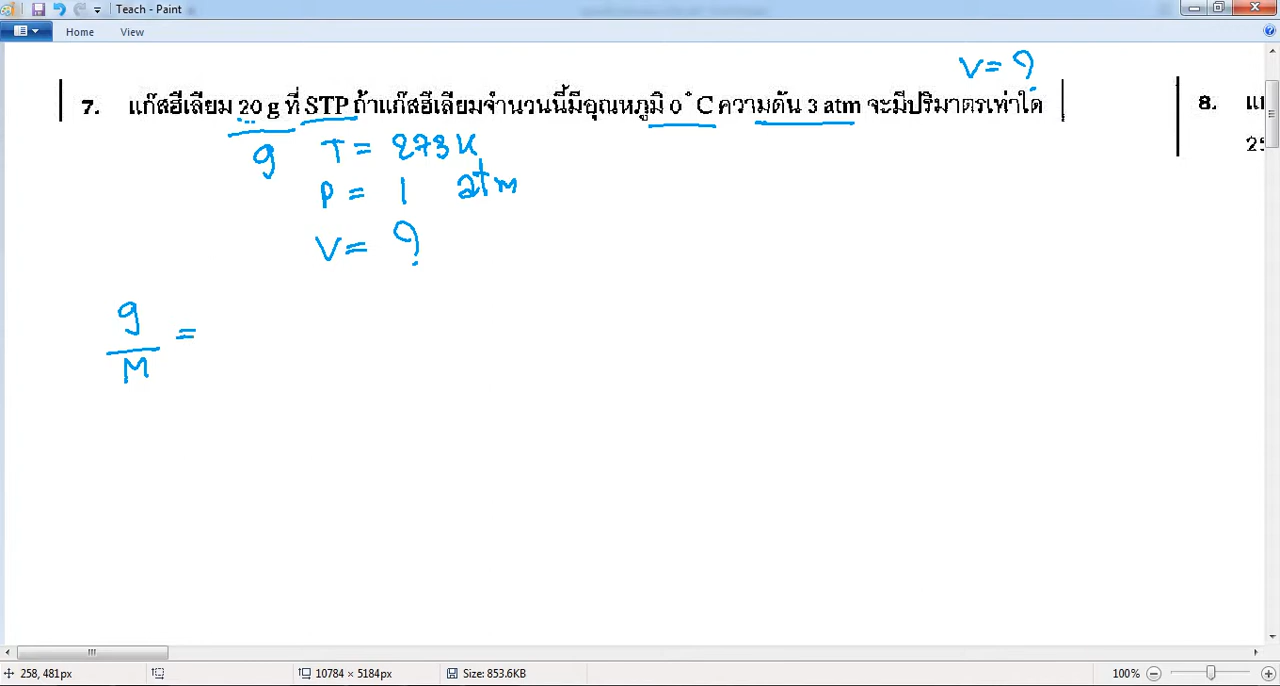 Teach - Paint
Home View
V = ?
7. แก๊สฮีเลียม 20 g ที่ STP ถ้าแก๊สฮีเลียมจำนวนนี้มีอุณหภูมิ 0 ° C ความดัน 3 atm จะมีปริมาตรเท่าใด
8.
g T = 273 K
P = 1 atm
V = ?
g
=
M
258, 481px 10784 × 5184px Size: 853.6KB 100%